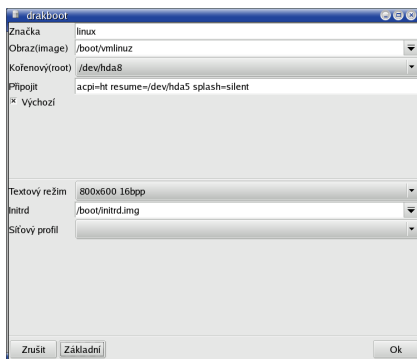 drakboot
Značka linux
Obraz(image) /boot/vmlinuz
Kořenový(root) /dev/hda8
Připojit acpi=ht resume=/dev/hda5 splash=silent
Výchozí
Textový režim 800x600 16bpp
Initrd /boot/initrd.img
Síťový profil
Zrušit Základní Ok